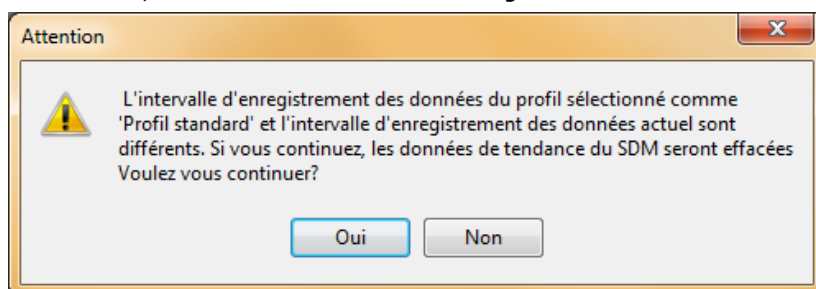 Attention
L'intervalle d'enregistrement des données du profil sélectionné comme
'Profil standard' et l'intervalle d'enregistrement des données actuel sont
différents. Si vous continuez, les données de tendance du SDM seront effacées
Voulez vous continuer?
Oui Non